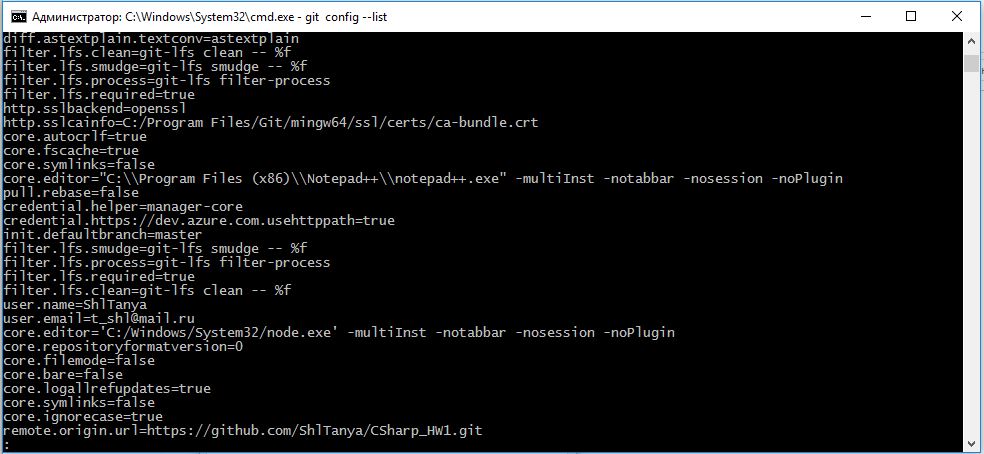 Администратор: C:\Windows\System32\cmd.exe - git  config --list
diff.astextplain.textconv=astextplain
filter.lfs.clean=git-lfs clean -- %f
filter.lfs.smudge=git-lfs smudge -- %f
filter.lfs.process=git-lfs filter-process
filter.lfs.required=true
http.sslbackend=openssl
http.sslcainfo=C:/Program Files/Git/mingw64/ssl/certs/ca-bundle.crt
core.autocrlf=true
core.fscache=true
core.symlinks=false
core.editor="C:\\Program Files (x86)\\Notepad++\\notepad++.exe" -multiInst -notabbar -nosession -noPlugin
pull.rebase=false
credential.helper=manager-core
credential.https://dev.azure.com.usehttppath=true
init.defaultbranch=master
filter.lfs.smudge=git-lfs smudge -- %f
filter.lfs.process=git-lfs filter-process
filter.lfs.required=true
filter.lfs.clean=git-lfs clean -- %f
user.name=ShlTanya
user.email=t_shl@mail.ru
core.editor='C:/Windows/System32/node.exe' -multiInst -notabbar -nosession -noPlugin
core.repositoryformatversion=0
core.filemode=false
core.bare=false
core.logallrefupdates=true
core.symlinks=false
core.ignorecase=true
remote.origin.url=https://github.com/ShlTanya/CSharp_HW1.git
: